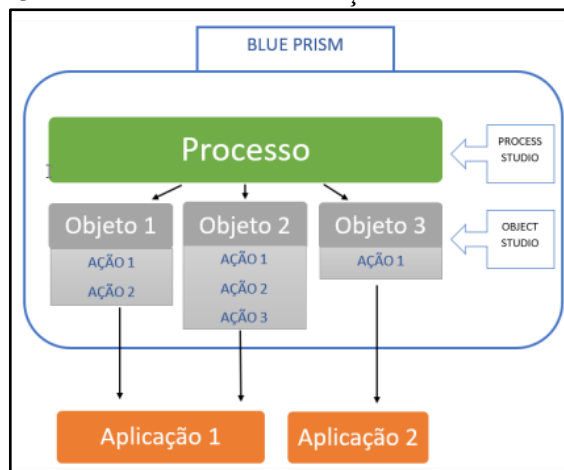 BLUE PRISM
Processo
PROCESS
STUDIO
Objeto 1
Objeto 2
Objeto 3
OBJECT
STUDIO
AÇÃO 1
AÇÃO 1
AÇÃO 1
AÇÃO 2
AÇÃO 2
AÇÃO 3
Aplicação 1
Aplicação 2